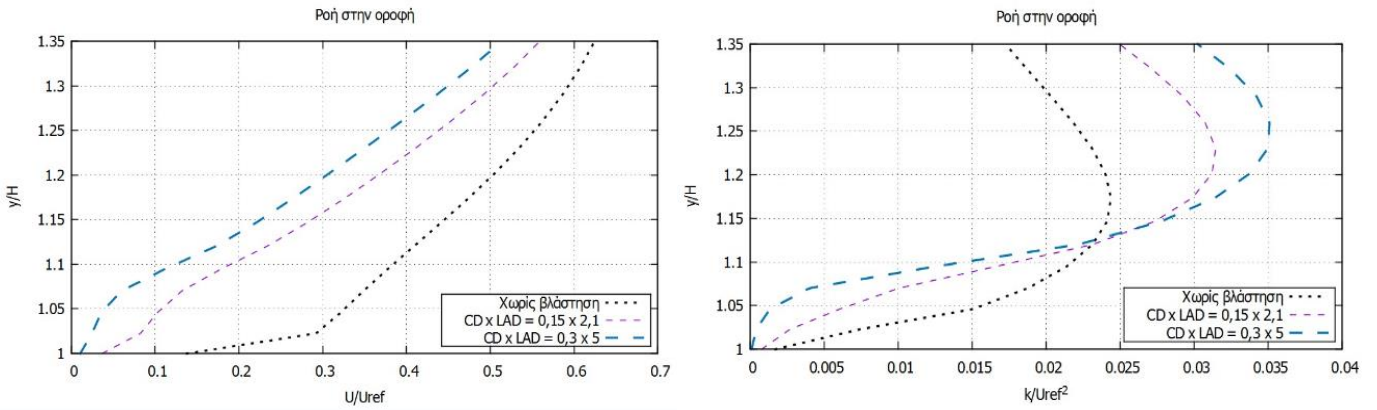 Ροή στην οροφή
1.35
1.3
1.25
1.2
1.15
1.1
1.05
1
y/H
0 0.1 0.2 0.3 0.4 0.5 0.6 0.7
U/Uref
Χωρίς βλάστηση
CD x LAD = 0,15 x 2,1
CD x LAD = 0,3 x 5
Ροή στην οροφή
1.35
1.3
1.25
1.2
1.15
1.1
1.05
1
y/H
0 0.005 0.01 0.015 0.02 0.025 0.03 0.035 0.04
k/Uref²
Χωρίς βλάστηση
CD x LAD = 0,15 x 2,1
CD x LAD = 0,3 x 5